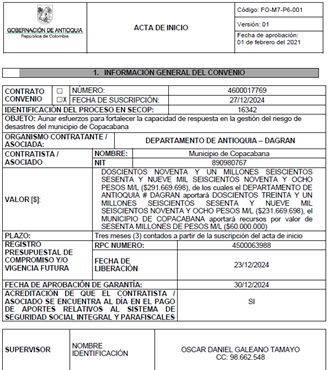 GOBERNACIÓN DE ANTIOQUIA
República de Colombia
ACTA DE INICIO
Código: FO-M7-P6-001
Versión: 01
Fecha de aprobación:
01 de febrero del 2021
1. INFORMACIÓN GENERAL DEL CONVENIO
CONTRATO ☐ NÚMERO: 4600017769
CONVENIO ☒ FECHA DE SUSCRIPCIÓN: 27/12/2024
IDENTIFICACIÓN DEL PROCESO EN SECOP: 16342
OBJETO: Aunar esfuerzos para fortalecer la capacidad de respuesta en la gestión del riesgo de
desastres del municipio de Copacabana
ORGANISMO CONTRATANTE /
ASOCIADA:
DEPARTAMENTO DE ANTIOQUIA – DAGRAN
CONTRATISTA /
ASOCIADO
NOMBRE: Municipio de Copacabana
NIT 890980767
VALOR [$]:
DOSCIENTOS NOVENTA Y UN MILLONES SEISCIENTOS
SESENTA Y NUEVE MIL SEISCIENTOS NOVENTA Y OCHO
PESOS M/L ($291.669.698), de los cuales el DEPARTAMENTO DE
ANTIOQUIA # DAGRAN aportará DOSCIENTOS TREINTA Y UN
MILLONES SEISCIENTOS SESENTA Y NUEVE MIL
SEISCIENTOS NOVENTA Y OCHO PESOS M/L ($231.669.698), el
MUNICIPIO DE COPACABANA aportará recursos por valor de
SESENTA MILLONES DE PESOS M/L ($60.000.000)
PLAZO: Tres meses (3) contados a partir de la suscripción del acta de inicio
REGISTRO
PRESUPUESTAL DE
COMPROMISO Y/O
VIGENCIA FUTURA
RPC NUMERO: 4500063988
FECHA DE
LIBERACIÓN
23/12/2024
FECHA DE APROBACIÓN DE GARANTÍA: 30/12/2024
ACREDITACIÓN DE QUE EL CONTRATISTA /
ASOCIADO SE ENCUENTRA AL DÍA EN EL PAGO
DE APORTES RELATIVOS AL SISTEMA DE
SEGURIDAD SOCIAL INTEGRAL Y PARAFISCALES
SI
SUPERVISOR
NOMBRE
IDENTIFICACIÓN
OSCAR DANIEL GALEANO TAMAYO
CC: 98.662.548